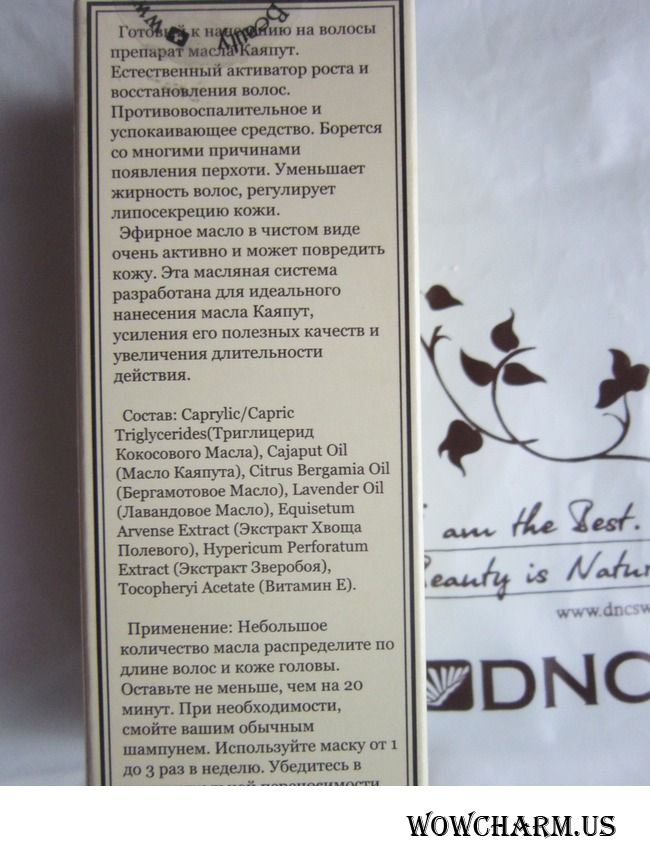 Beauty
Готовый к нанесению на волосы
препарат масла Каяпут.
Естественный активатор роста и
восстановления волос.
Противовоспалительное и
успокаивающее средство. Борется
со многими причинами
появления перхоти. Уменьшает
жирность волос, регулирует
липосекрецию кожи.
Эфирное масло в чистом виде
очень активно и может повредить
кожу. Эта масляная система
разработана для идеального
нанесения масла Каяпут,
усиления его полезных качеств и
увеличения длительности
действия.
Состав: Caprylic/Capric
Triglycerides(Триглицерид
Кокосового Масла), Cajaput Oil
(Масло Каяпута), Citrus Bergamia Oil
(Бергамотовое Масло), Lavender Oil
(Лавандовое Масло), Equisetum
Arvense Extract (Экстракт Хвоща
Полевого), Hypericum Perforatum
Extract (Экстракт Зверобоя),
Tocopheryi Acetate (Витамин Е).
Применение: Небольшое
количество масла распределите по
длине волос и коже головы.
Оставьте не меньше, чем на 20
минут. При необходимости,
смойте вашим обычным
шампунем. Используйте маску от 1
до 3 раз в неделю. Убедитесь в
переносимости
am the Best.
eauty is Natur
www.dncsw
DNC
WOWCHARM.US